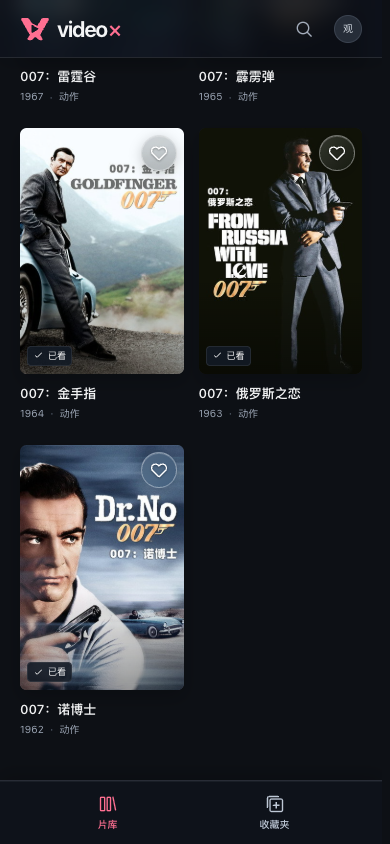 videox
观
007：雷霆谷
007：霹雳弹
1967 · 动作
1965 · 动作
007：金手指
GOLDFINGER
007
已看
007：
俄罗斯之恋
FROM
RUSSIA
WITH
LOVE
007
已看
007：金手指
007：俄罗斯之恋
1964 · 动作
1963 · 动作
Dr.No
007
007：诺博士
已看
007：诺博士
1962 · 动作
片库
收藏夹